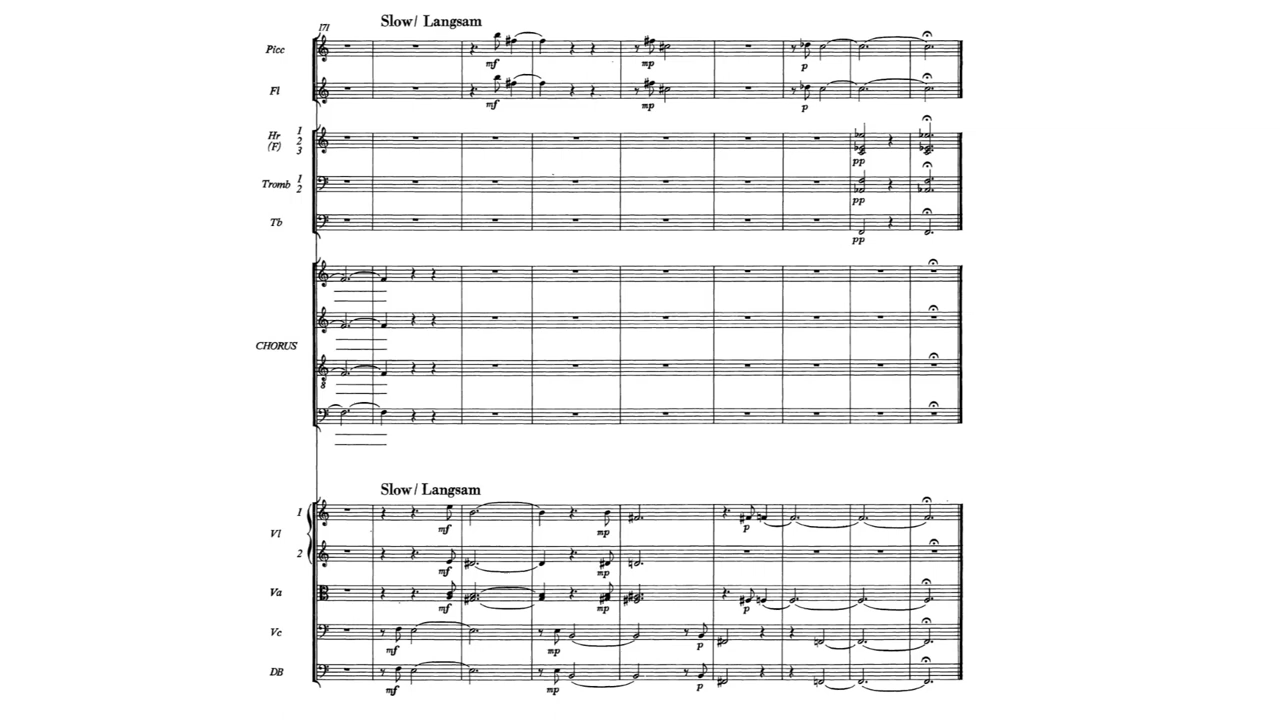 171
Slow / Langsam
Picc
mf
mp
p
Fl
mf
mp
p
Hr 1
(F) 2
3
pp
Tromb 1
2
pp
Tb
pp
CHORUS
8
Slow / Langsam
1
mf
mp
p
Vl
2
mf
mp
Va
mf
mp
p
Vc
mf
mp
p
DB
mf
mp
p